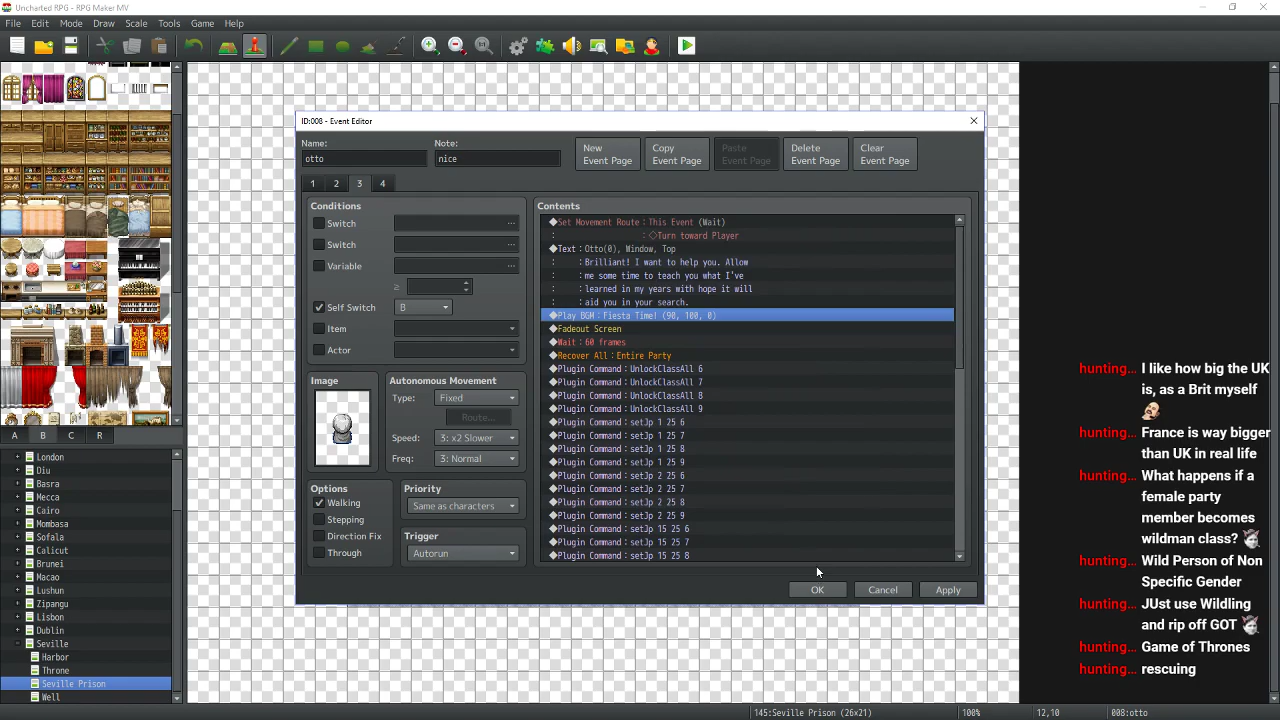 Uncharted RPG - RPG Maker MV
File Edit Mode Draw Scale Tools Game Help
ID:008 - Event Editor
Name:
Note:
otto
nice
New
Event Page
Copy
Event Page
Paste
Event Page
Delete
Event Page
Clear
Event Page
1 2 3 4
Conditions
Switch ...
Switch ...
Variable ...
≥
Self Switch B
Item
Actor
Image
Autonomous Movement
Type: Fixed
Route...
Speed: 3: x2 Slower
Freq: 3: Normal
Options
Walking
Stepping
Direction Fix
Through
Priority
Same as characters
Trigger
Autorun
Contents
◆Set Movement Route：This Event (Wait)
：　　　　　　　：◇Turn toward Player
◆Text：Otto(0), Window, Top
：　　：Brilliant! I want to help you. Allow
：　　：me some time to teach you what I've
：　　：learned in my years with hope it will
：　　：aid you in your search.
◆Play BGM：Fiesta Time! (90, 100, 0)
◆Fadeout Screen
◆Wait：60 frames
◆Recover All：Entire Party
◆Plugin Command：UnlockClassAll 6
◆Plugin Command：UnlockClassAll 7
◆Plugin Command：UnlockClassAll 8
◆Plugin Command：UnlockClassAll 9
◆Plugin Command：setJp 1 25 6
◆Plugin Command：setJp 1 25 7
◆Plugin Command：setJp 1 25 8
◆Plugin Command：setJp 1 25 9
◆Plugin Command：setJp 2 25 6
◆Plugin Command：setJp 2 25 7
◆Plugin Command：setJp 2 25 8
◆Plugin Command：setJp 2 25 9
◆Plugin Command：setJp 15 25 6
◆Plugin Command：setJp 15 25 7
◆Plugin Command：setJp 15 25 8
OK Cancel Apply
A B C R
London
Diu
Basra
Mecca
Cairo
Mombasa
Sofala
Calicut
Brunei
Macao
Lushun
Zipangu
Lisbon
Dublin
Seville
Harbor
Throne
Seville Prison
Well
hunting... I like how big the UK
is, as a Brit myself
hunting... France is way bigger
than UK in real life
hunting... What happens if a
female party
member becomes
wildman class?
hunting... Wild Person of Non
Specific Gender
hunting... JUst use Wildling
and rip off GOT
hunting... Game of Thrones
hunting... rescuing
145:Seville Prison (26x21) 100% 12,10 008:otto